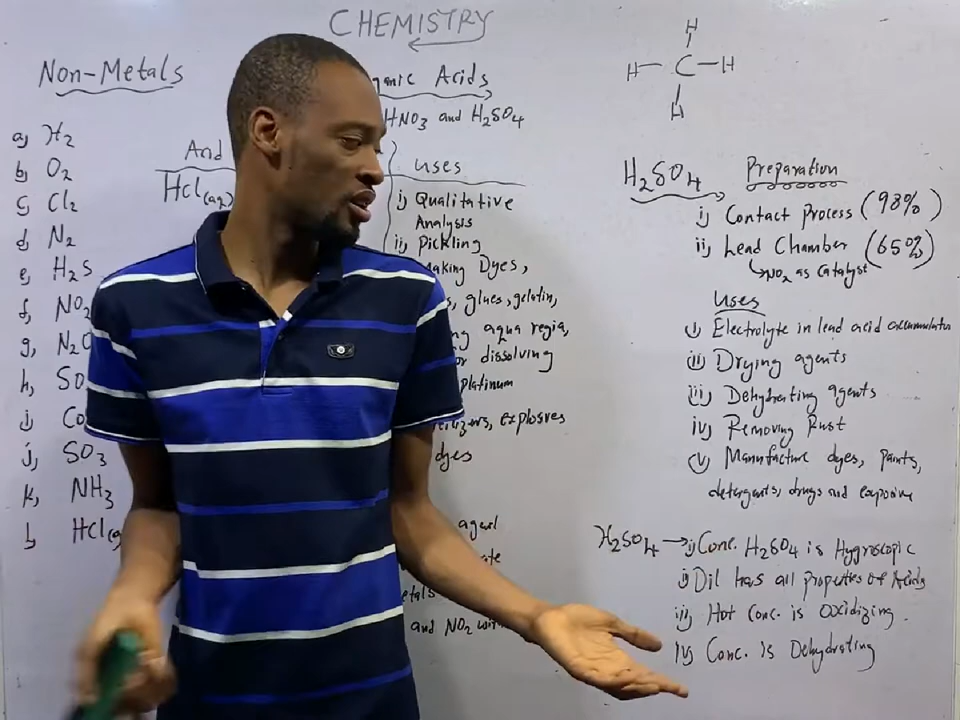 CHEMISTRY
Non-Metals
a, H2
b, O2
c, Cl2
d, N2
e, H2S
f, NO2
g, N2O
h, SO
i, Co
j, SO3
k, NH3
l, HCl(g
ganic Acids
HNO3 and H2SO4
And
HCl(aq)
uses
i) Qualitative
Analysis
ii, Pickling
Making Dyes,
s, glues, gelatin,
ng aqua regia,
or dissolving
platinum
explosives
dyes
agent
and NO2
H
H C H
H
H2SO4 Preparation
i) Contact Process (98%)
ii, Lead Chamber (65%)
NO2 as Catalyst
uses
i) Electrolyte in lead acid accumulator
ii) Drying agents
iii) Dehydrating agents
iv) Removing Rust
v) Manufacture dyes, paints,
detergents, drugs and explosive
H2SO4 → i) Conc. H2SO4 is Hygroscopic
ii) Dil has all properties of Acids
iii, Hot Conc. is Oxidizing.
iv) Conc. is Dehydrating